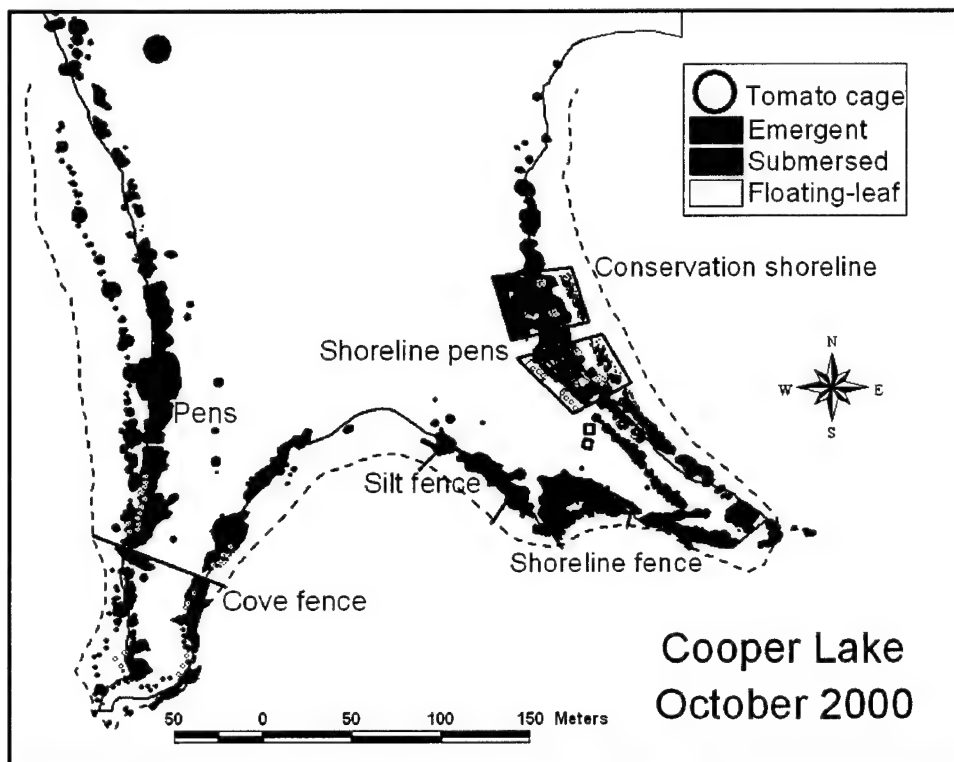 Tomato cage
Emergent
Submersed
Floating-leaf
Conservation shoreline
Shoreline pens
Pens
N
W E
S
Silt fence
Shoreline fence
Cove fence
Cooper Lake
October 2000
50 0 50 100 150 Meters